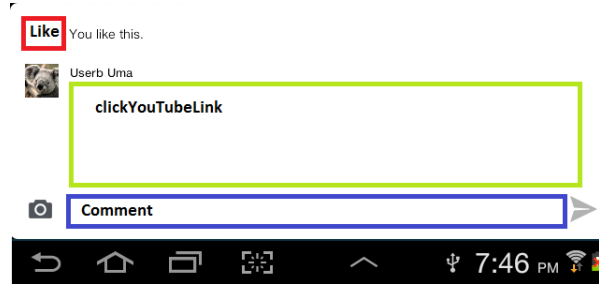 Like You like this.
Userb Uma
clickYouTubeLink
Comment
7:46 PM